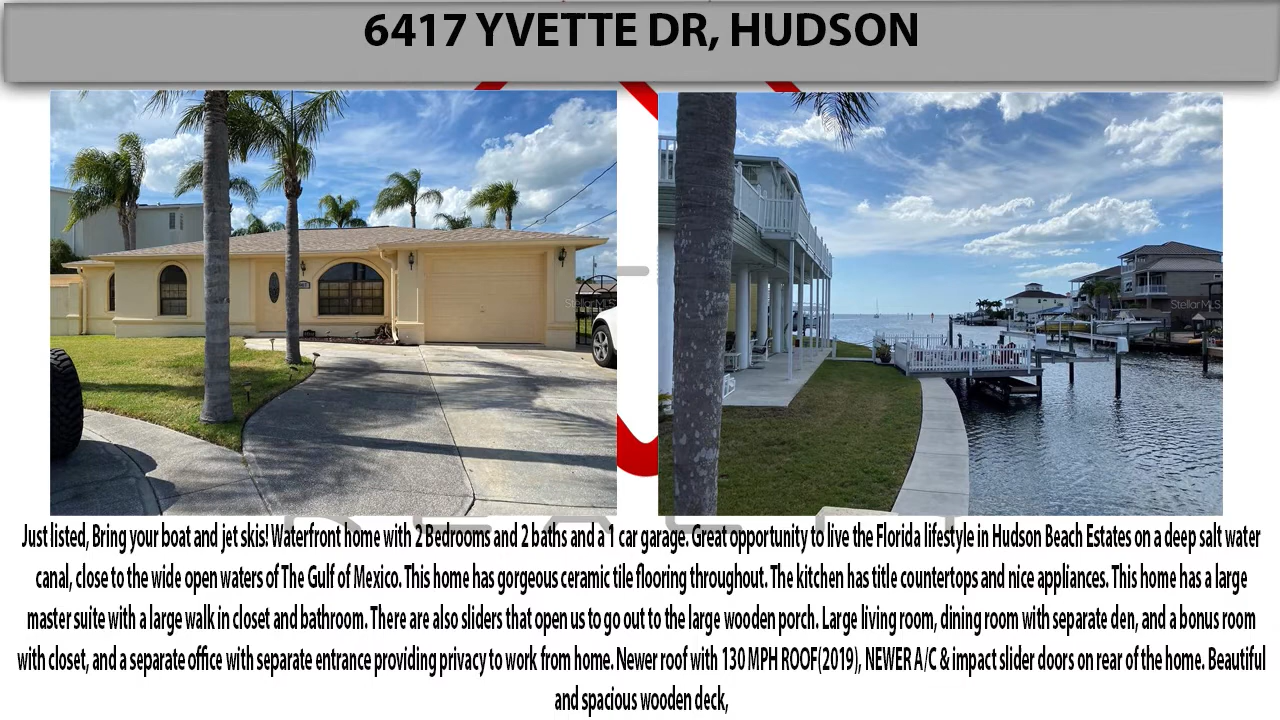 6417 YVETTE DR, HUDSON
StellarMLS
StellarMLS
Just listed, Bring your boat and jet skis! Waterfront home with 2 Bedrooms and 2 baths and a 1 car garage. Great opportunity to live the Florida lifestyle in Hudson Beach Estates on a deep salt water
canal, close to the wide open waters of The Gulf of Mexico. This home has gorgeous ceramic tile flooring throughout. The kitchen has title countertops and nice appliances. This home has a large
master suite with a large walk in closet and bathroom. There are also sliders that open us to go out to the large wooden porch. Large living room, dining room with separate den, and a bonus room
with closet, and a separate office with separate entrance providing privacy to work from home. Newer roof with 130 MPH ROOF(2019), NEWER A/C & impact slider doors on rear of the home. Beautiful
and spacious wooden deck,